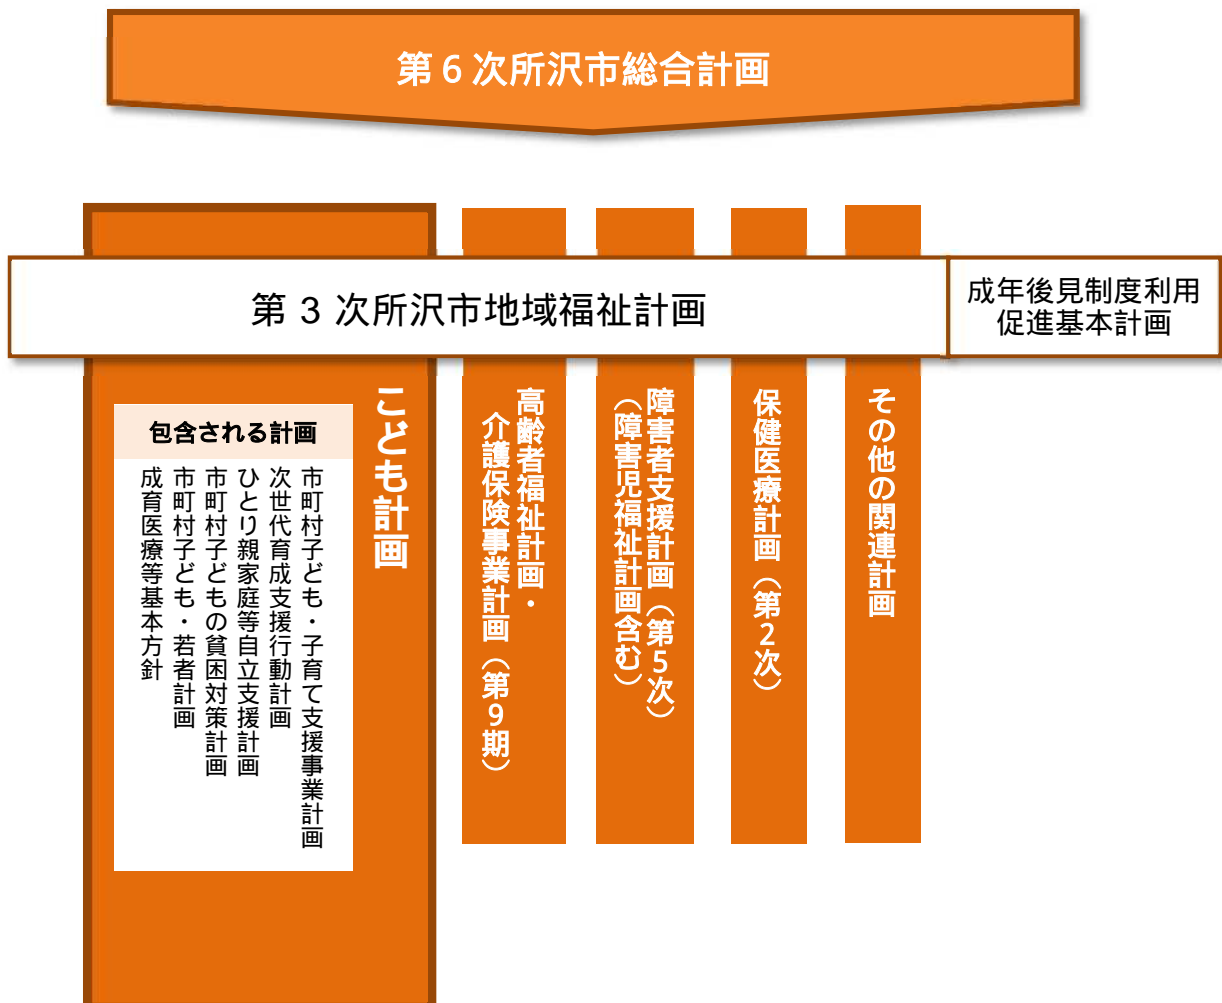 第6次所沢市総合計画
第3次所沢市地域福祉計画
成年後見制度利用
促進基本計画
こども計画
包含される計画
市町村子ども・子育て支援事業計画
次世代育成支援行動計画
ひとり親家庭等自立支援計画
市町村子どもの貧困対策計画
市町村子ども・若者計画
成育医療等基本方針
高齢者福祉計画・
介護保険事業計画（第9期）
障害者支援計画（第5次）
（障害児福祉計画含む）
保健医療計画（第2次）
その他の関連計画